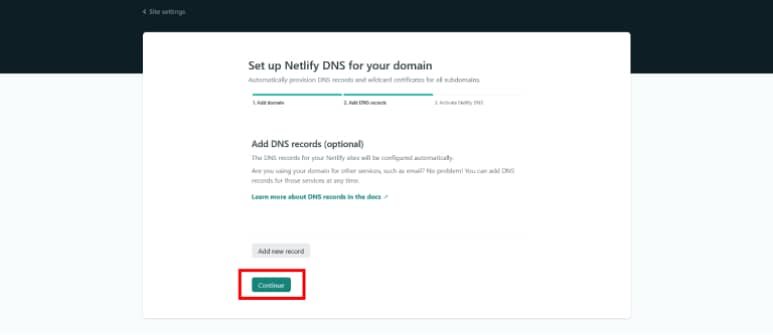 Site settings
Set up Netlify DNS for your domain
Automatically provision DNS records and wildcard certificates for all subdomains.
1. Add domain 2. Add DNS records 3. Activate Netlify DNS
Add DNS records (optional)
The DNS records for your Netlify sites will be configured automatically.
Are you using your domain for other services, such as email? No problem! You can add DNS
records for those services at any time.
Learn more about DNS records in the docs
Add new record
Continue